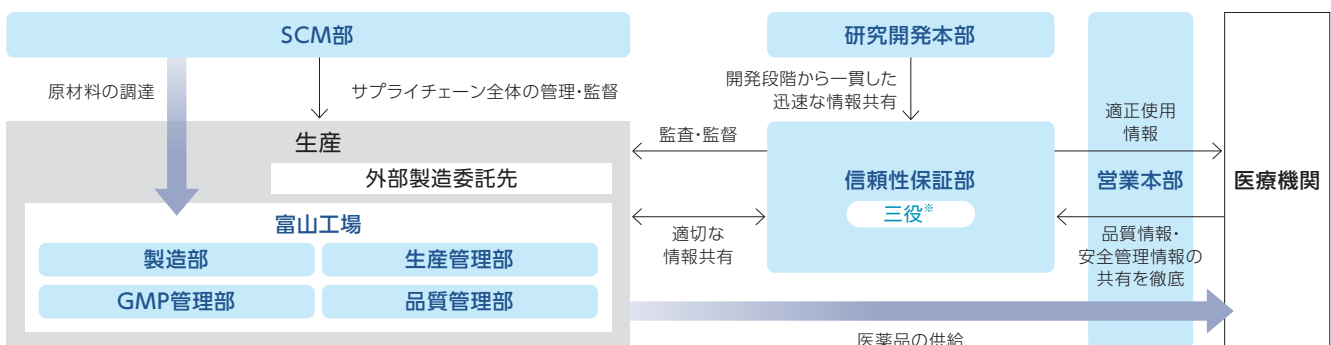 SCM部
研究開発本部
原材料の調達
サプライチェーン全体の管理・監督
開発段階から一貫した
迅速な情報共有
適正使用
情報
生産
監査・監督
外部製造委託先
信頼性保証部
営業本部
医療機関
三役※
富山工場
適切な
情報共有
品質情報・
安全管理情報の
共有を徹底
製造部
生産管理部
GMP管理部
品質管理部
医薬品の供給